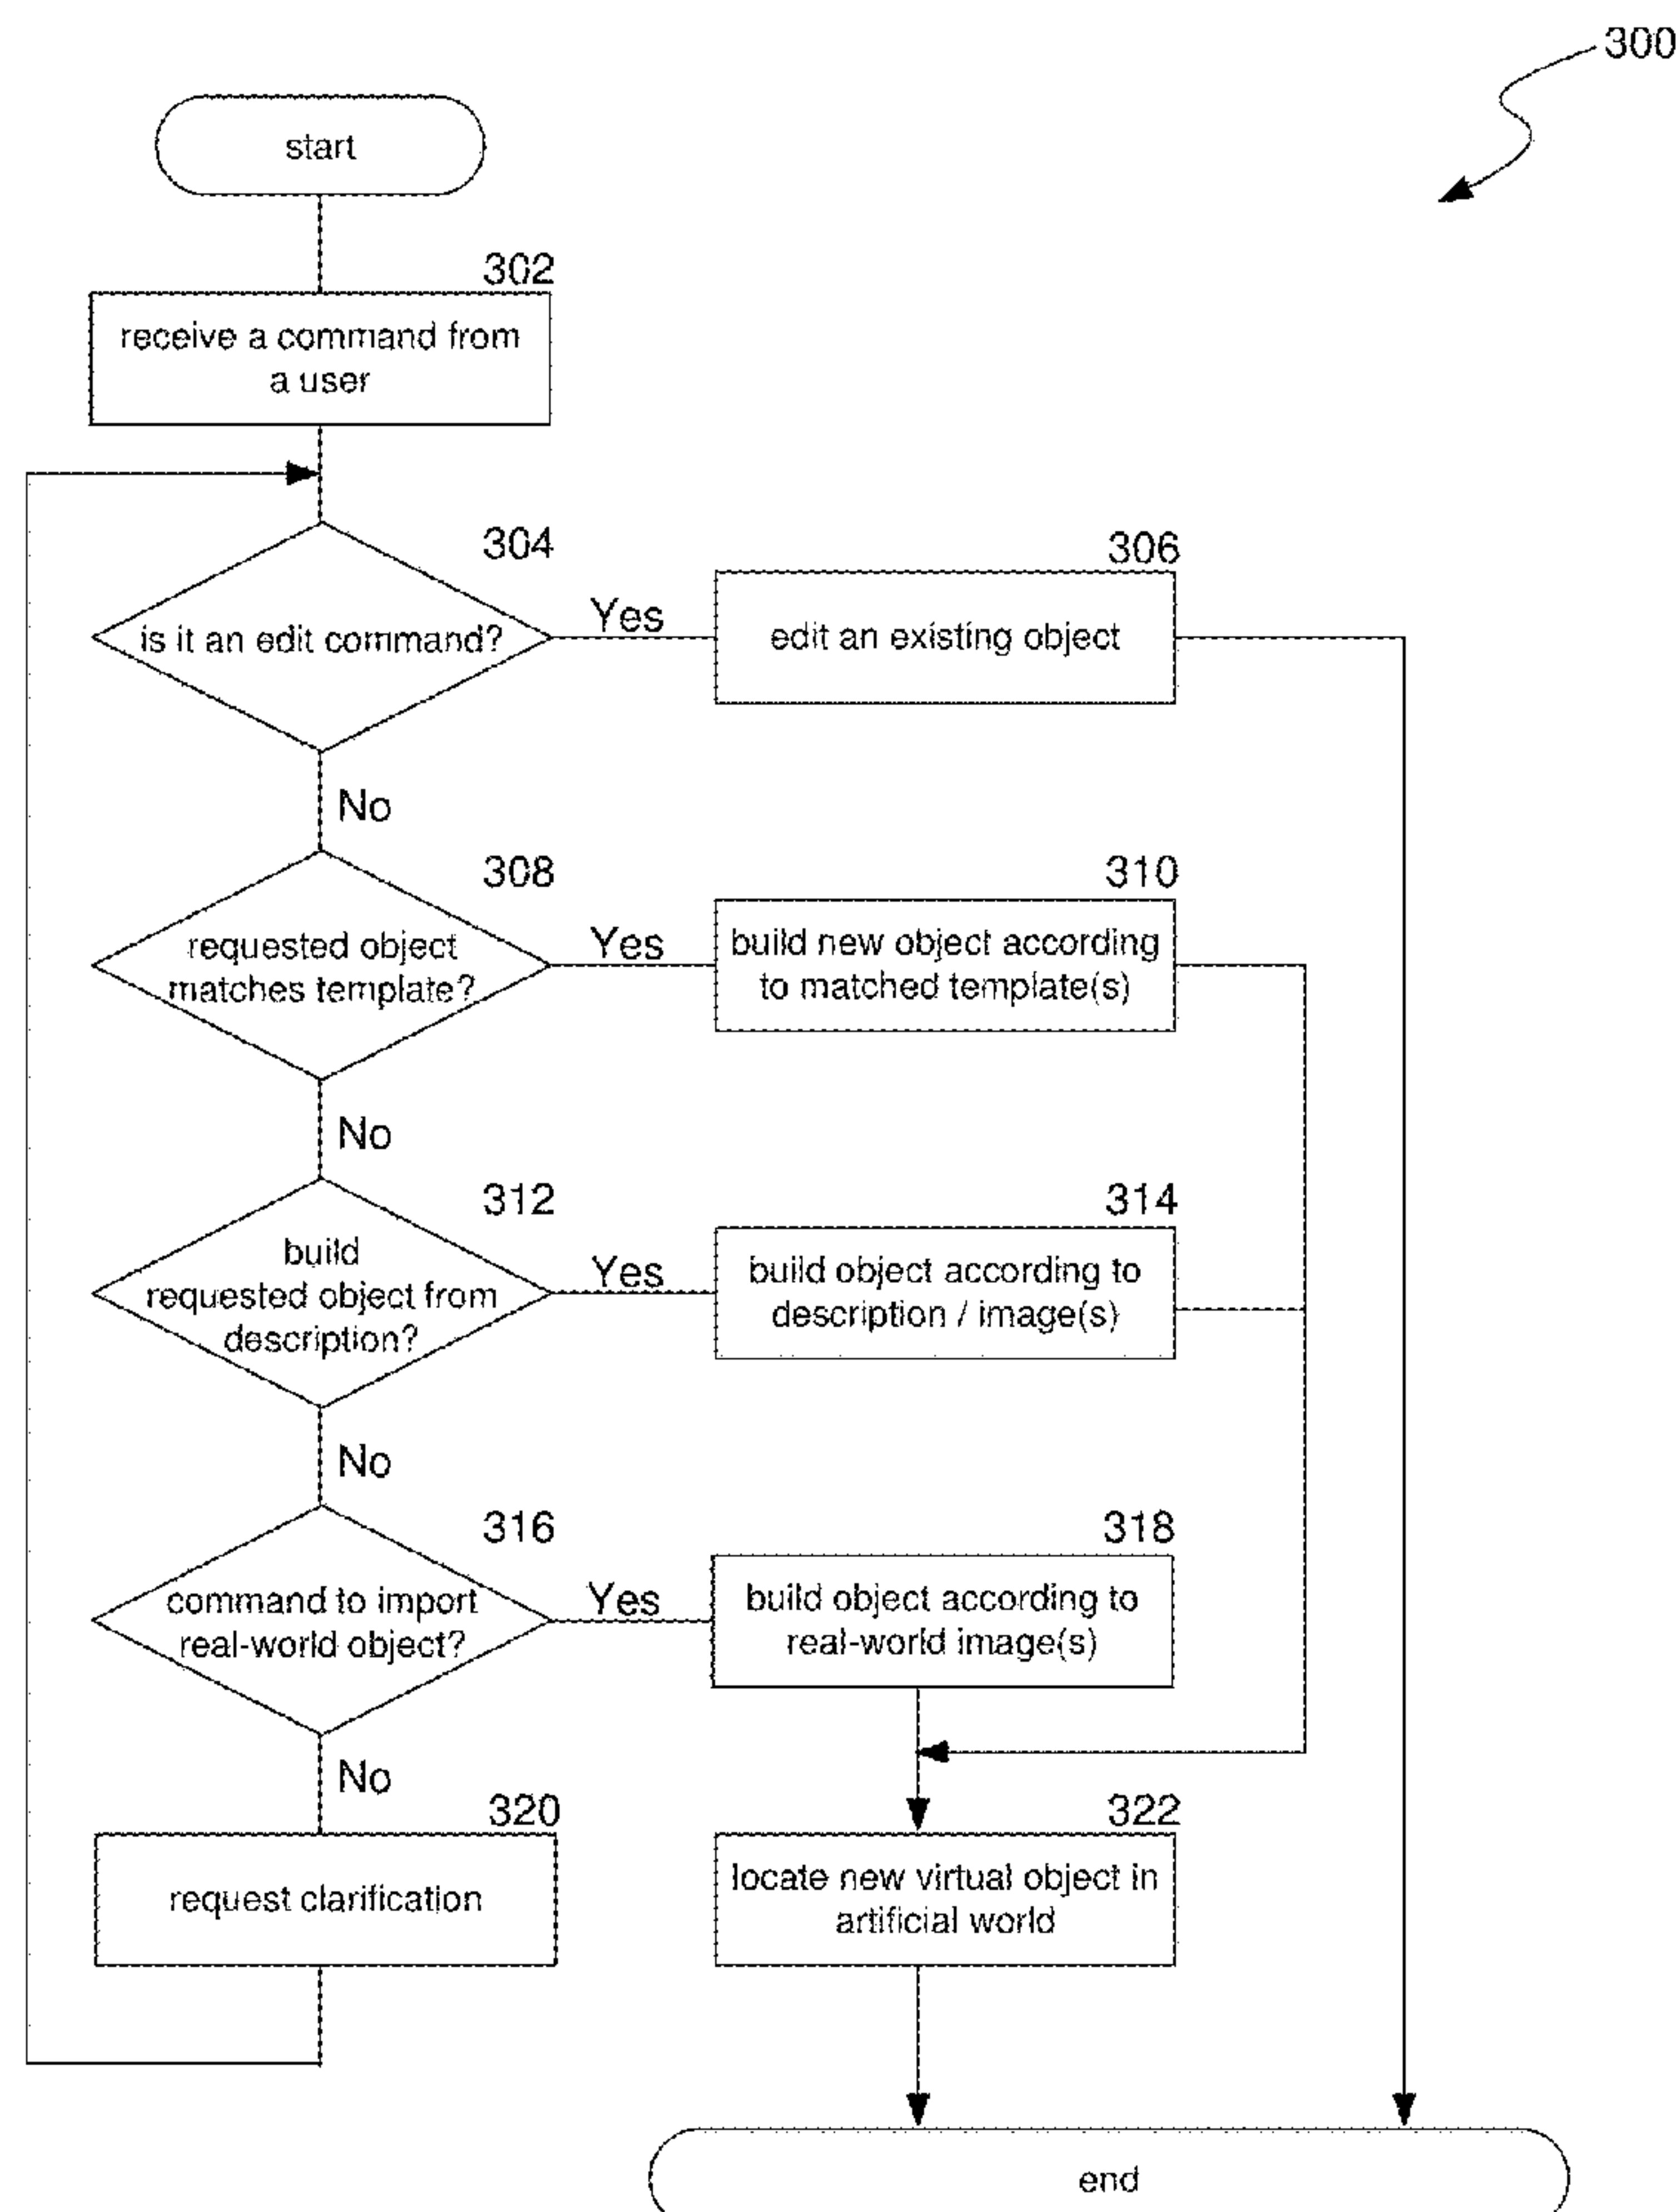 300
start
302
receive a command from
a user
304
is it an edit command?
Yes
306
edit an existing object
No
308
requested object
matches template?
Yes
310
build new object according
to matched template(s)
No
312
build
requested object from
description?
Yes
314
build object according to
description / image(s)
No
316
command to import
real-world object?
Yes
318
build object according to
real-world image(s)
No
320
request clarification
322
locate new virtual object in
artificial world
end